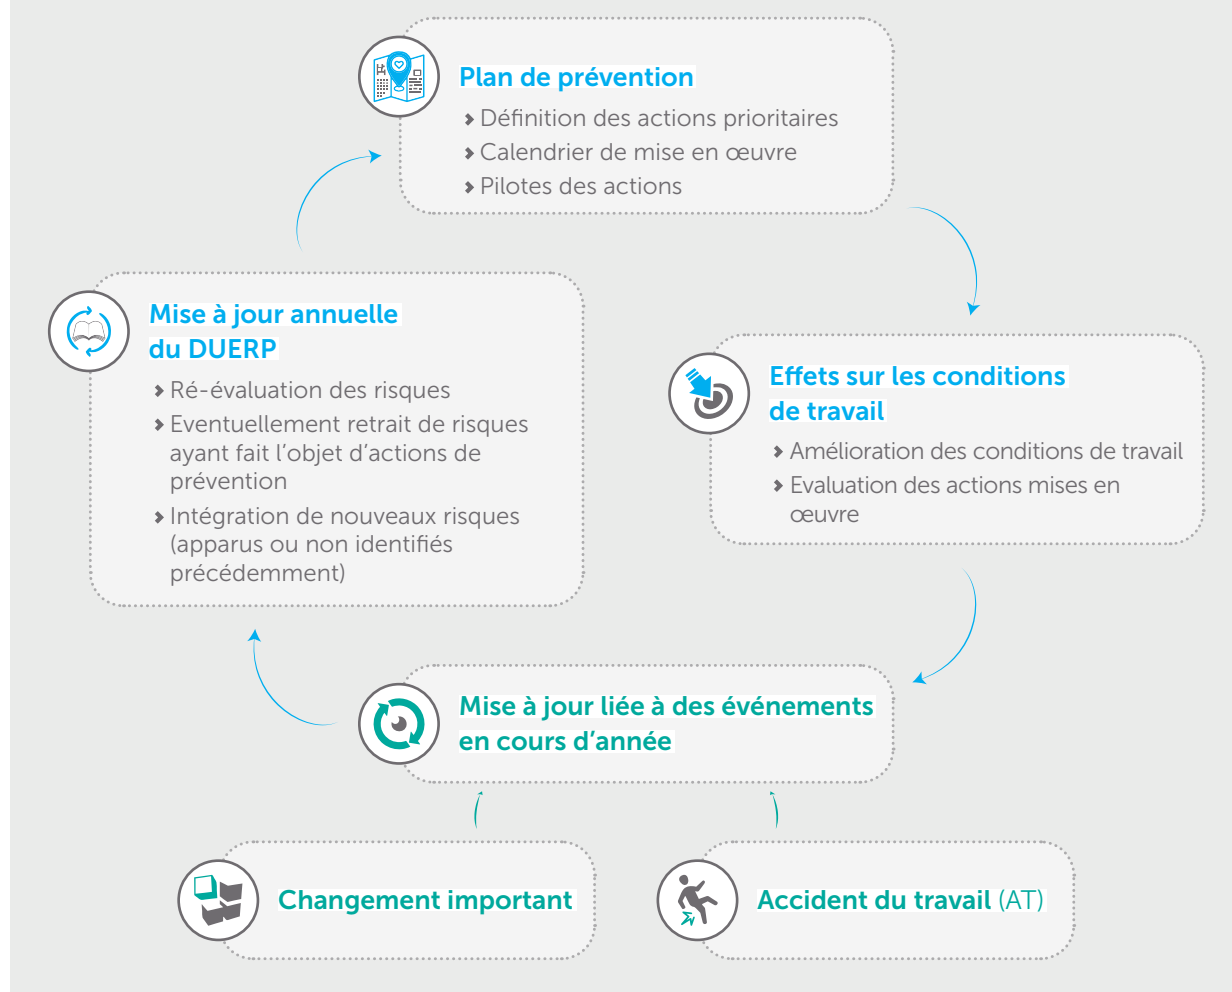 Plan de prévention
Définition des actions prioritaires
Calendrier de mise en œuvre
Pilotes des actions
Mise à jour annuelle
du DUERP
Ré-évaluation des risques
Eventuellement retrait de risques
ayant fait l’objet d’actions de
prévention
Intégration de nouveaux risques
(apparus ou non identifiés
précédemment)
Effets sur les conditions
de travail
Amélioration des conditions de travail
Evaluation des actions mises en
œuvre
Mise à jour liée à des événements
en cours d’année
Changement important
Accident du travail (AT)